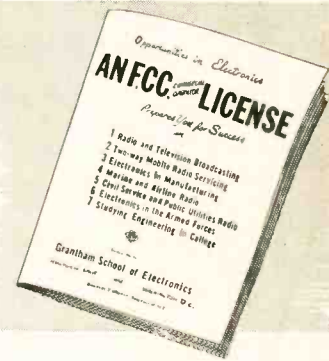 Opportunities in Electronics
AN F.C.C. COMMERCIAL OPERATOR LICENSE
Prepares You for Success
in
1 Radio and Television Broadcasting
2 Two-way Mobile Radio Servicing
3 Electronics in Manufacturing
4 Marine and Airline Radio
5 Civil Service and Public Utilities Radio
6 Electronics in the Armed Forces
7 Studying Engineering in College
Grantham School of Electronics
and D.C.